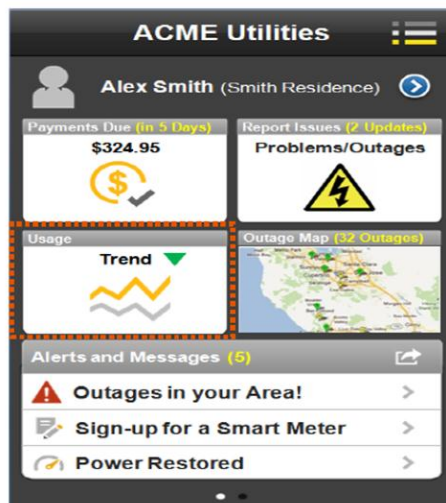 ACME Utilities
Alex Smith (Smith Residence)
Payments Due (in 5 Days)
$324.95
Report Issues (2 Updates)
Problems/Outages
Usage
Trend
Outage Map (32 Outages)
Alerts and Messages (5)
Outages in your Area!
Sign-up for a Smart Meter
Power Restored